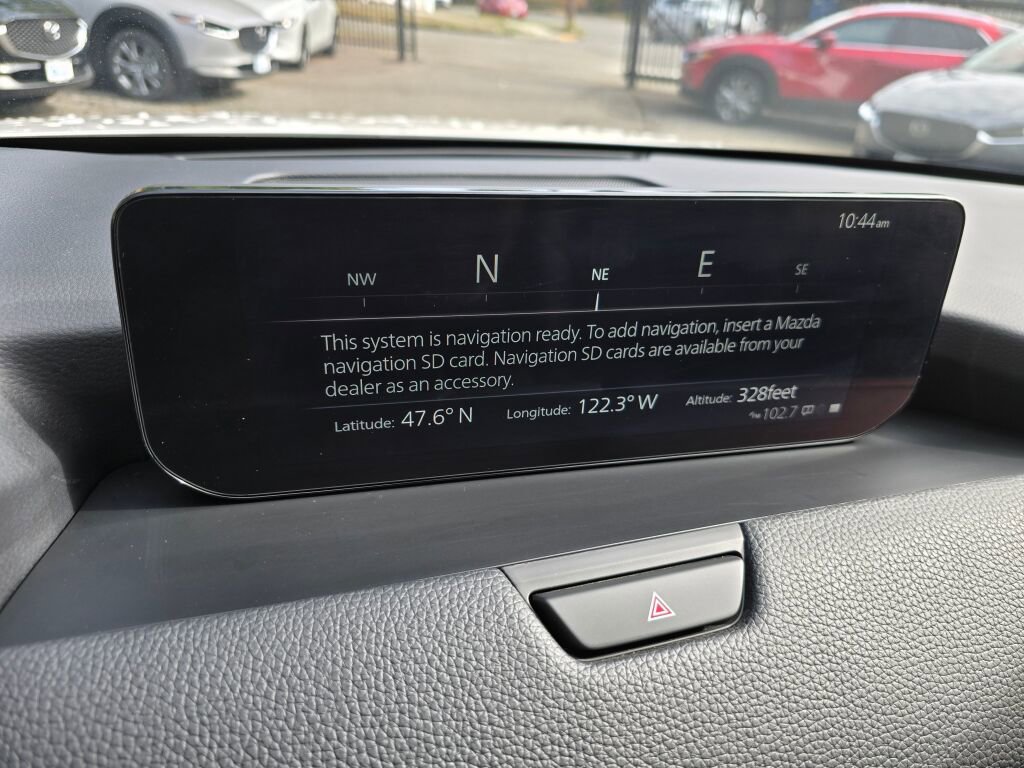 10:44am
NW N NE E SE
This system is navigation ready. To add navigation, insert a Mazda
navigation SD card. Navigation SD cards are available from your
dealer as an accessory.
Latitude: 47.6° N Longitude: 122.3° W Altitude: 328feet
102.7